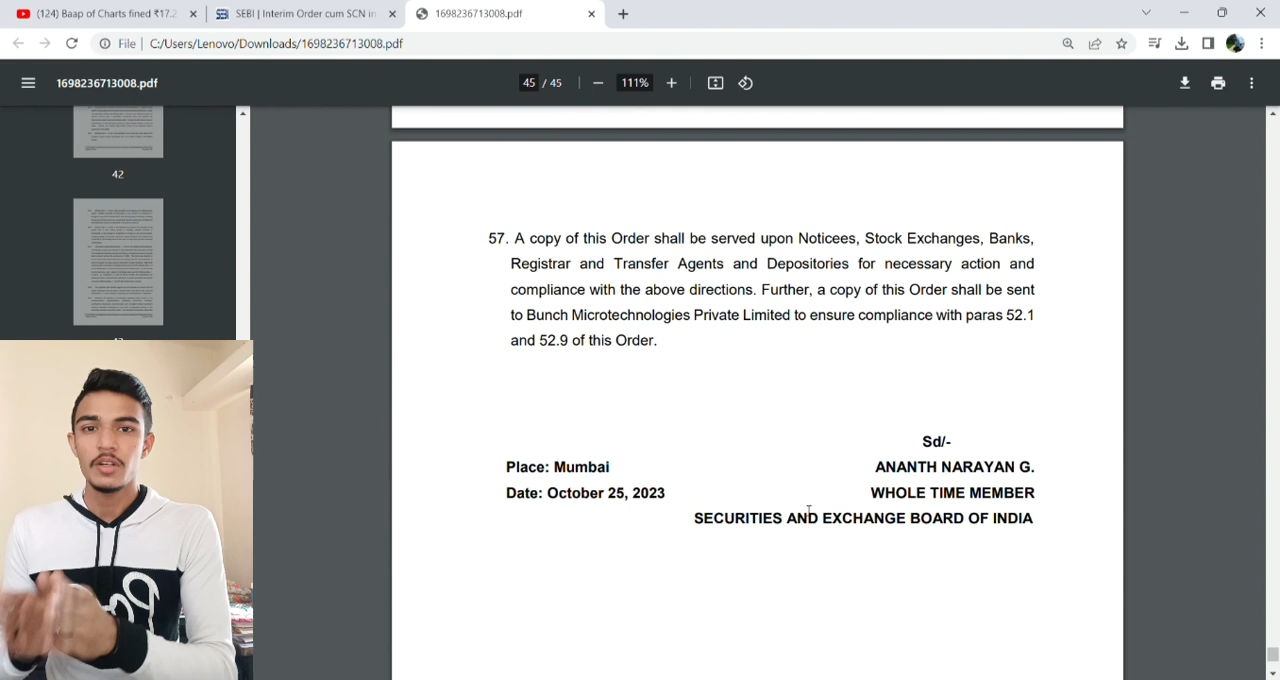 (124) Baap of Charts fined ₹17.2
SEBI | Interim Order cum SCN in
1698236713008.pdf
File
C:/Users/Lenovo/Downloads/1698236713008.pdf
1698236713008.pdf
45 / 45
111%
42
57. A copy of this Order shall be served upon Noticees, Stock Exchanges, Banks,
Registrar and Transfer Agents and Depositories for necessary action and
compliance with the above directions. Further, a copy of this Order shall be sent
to Bunch Microtechnologies Private Limited to ensure compliance with paras 52.1
and 52.9 of this Order.
Sd/-
Place: Mumbai
ANANTH NARAYAN G.
Date: October 25, 2023
WHOLE TIME MEMBER
SECURITIES AND EXCHANGE BOARD OF INDIA